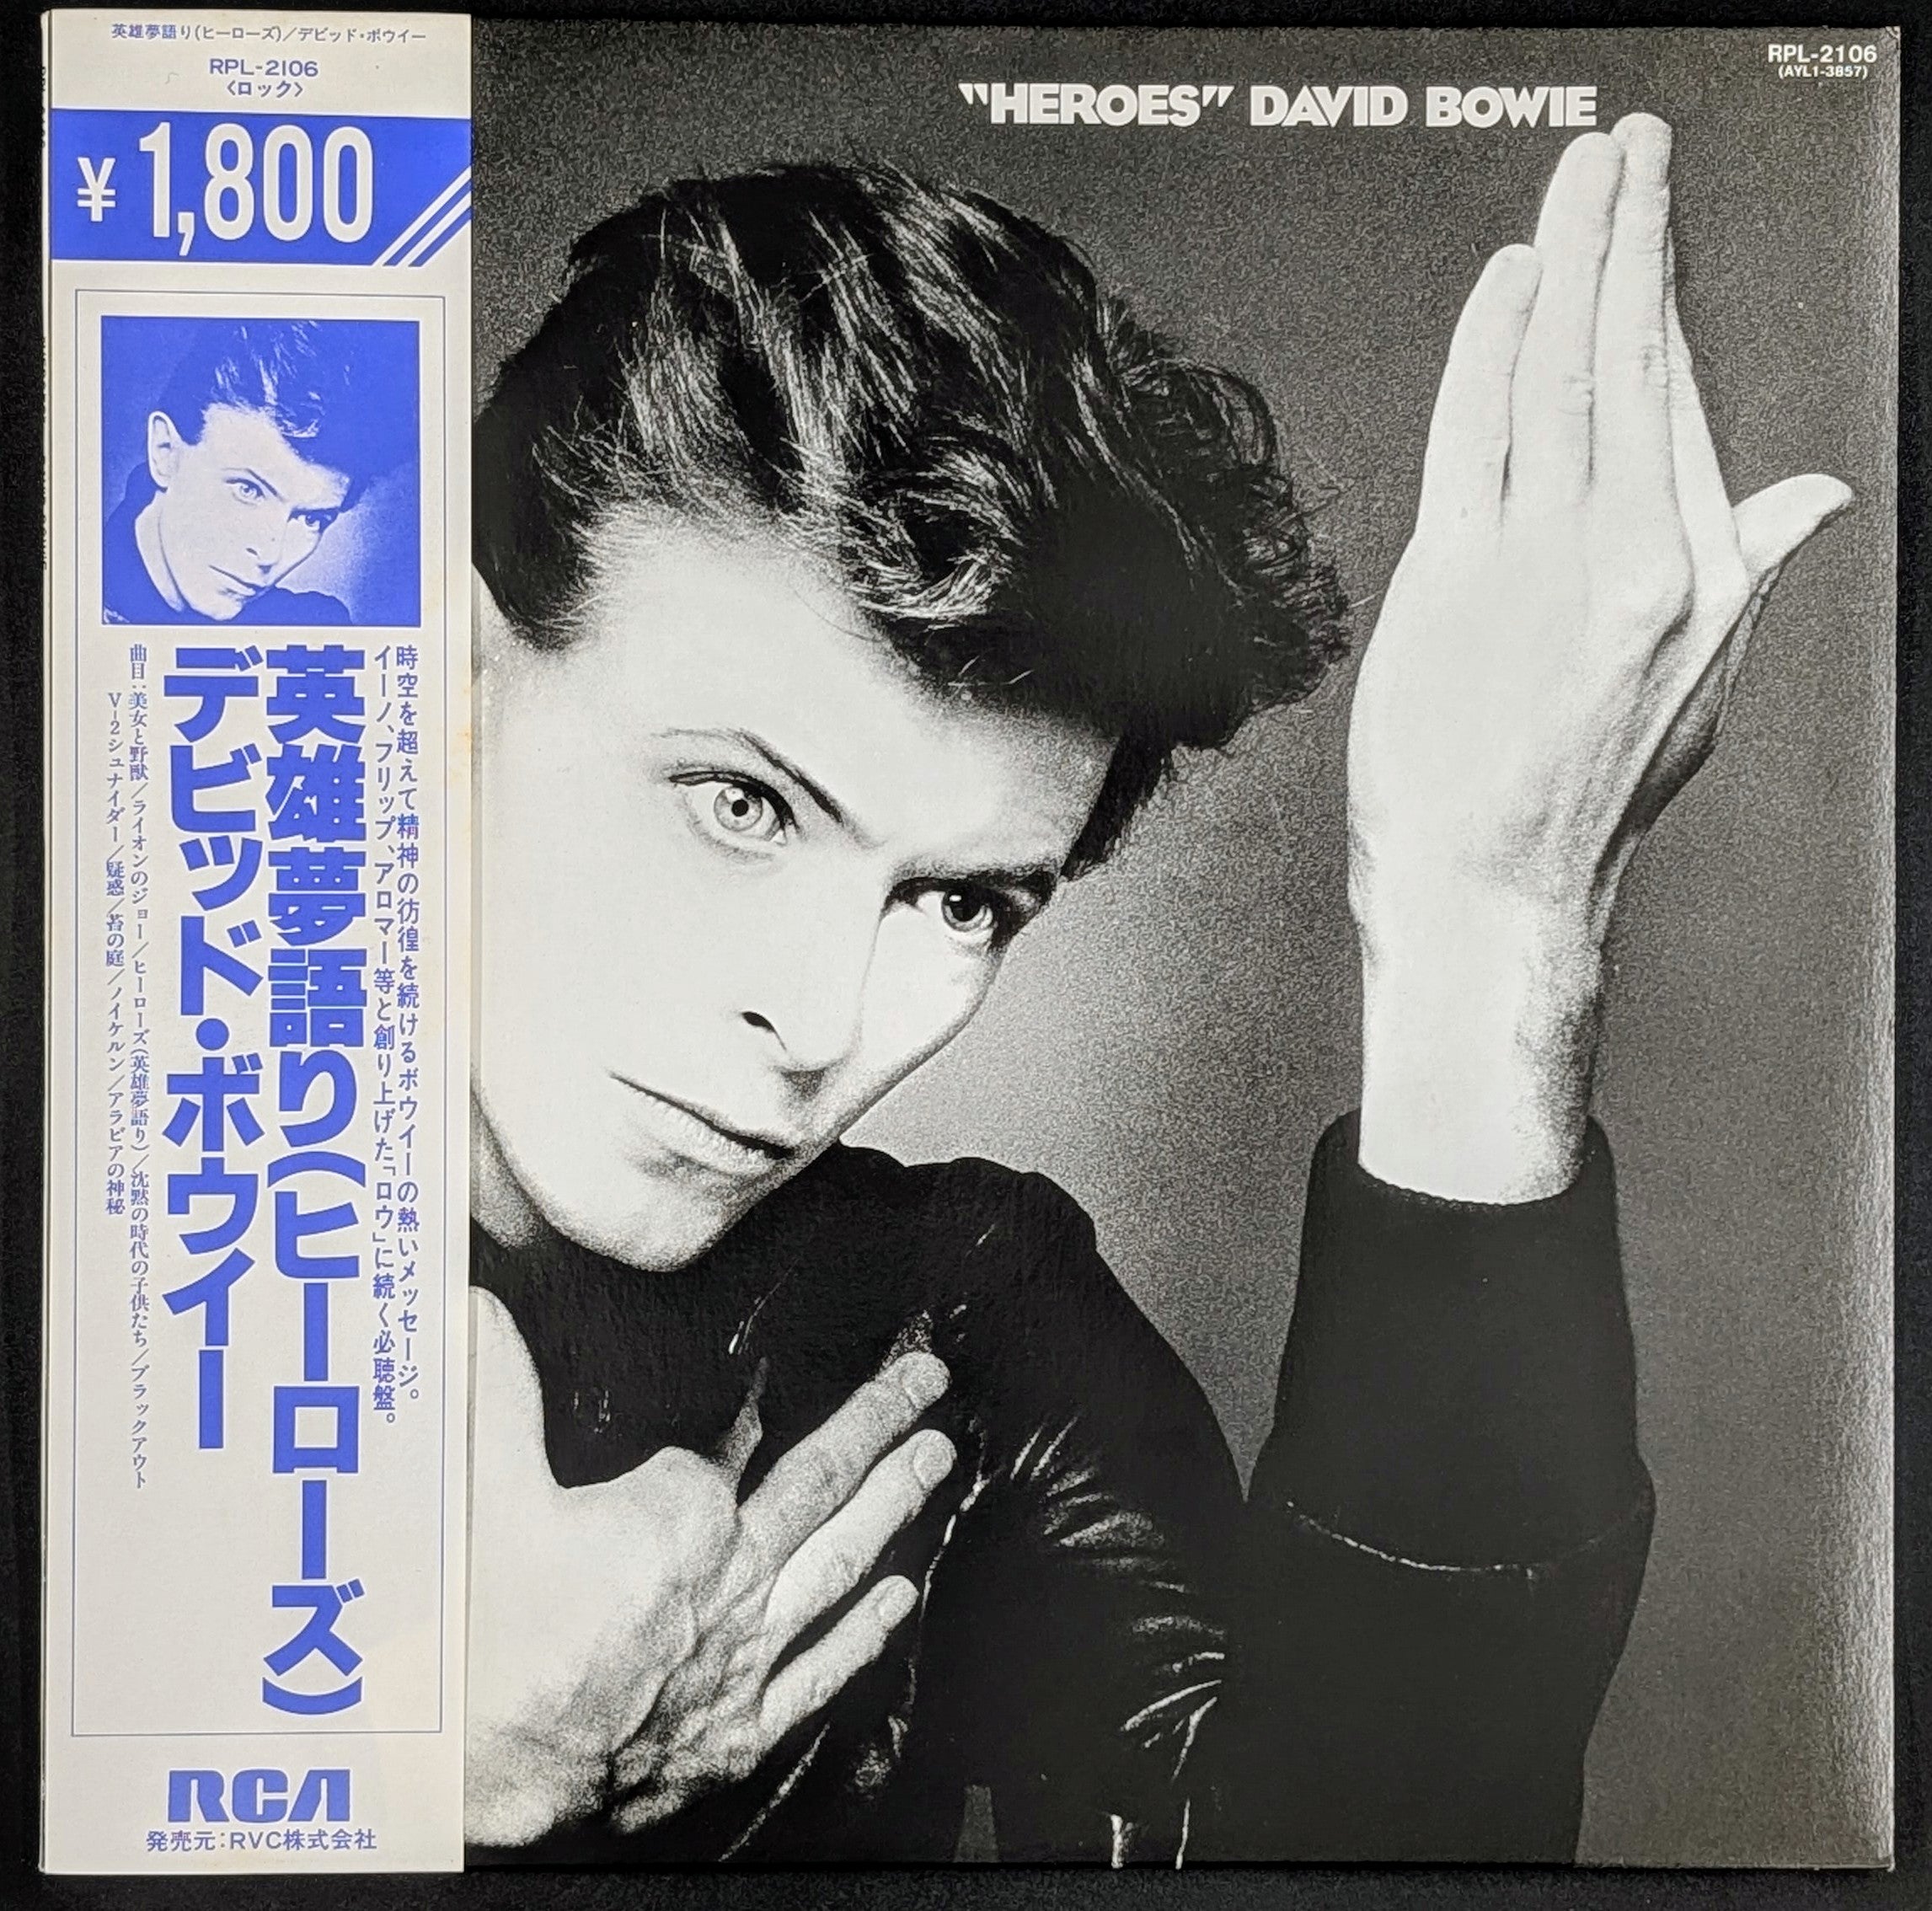 英雄夢語り(ヒーローズ)／デビッド・ボウイー
RPL-2106
〈ロック〉
¥1,800
時空を超えて精神の彷徨を続けるボウイーの熱いメッセージ。
イーノ、フリップ、アロマー等と創り上げた「ロウ」に続く必聴盤。
英雄夢語り(ヒーローズ)
デビッド・ボウイー
曲目:美女と野獣／ライオンのジョー／ヒーローズ(英雄夢語り)／沈黙の時代の子供たち／ブラックアウト
V-2シュナイダー／疑惑／苔の庭／ノイケルン／アラビアの神秘
RCA
発売元:RVC株式会社
"HEROES" DAVID BOWIE
RPL-2106
(AYL1-3857)